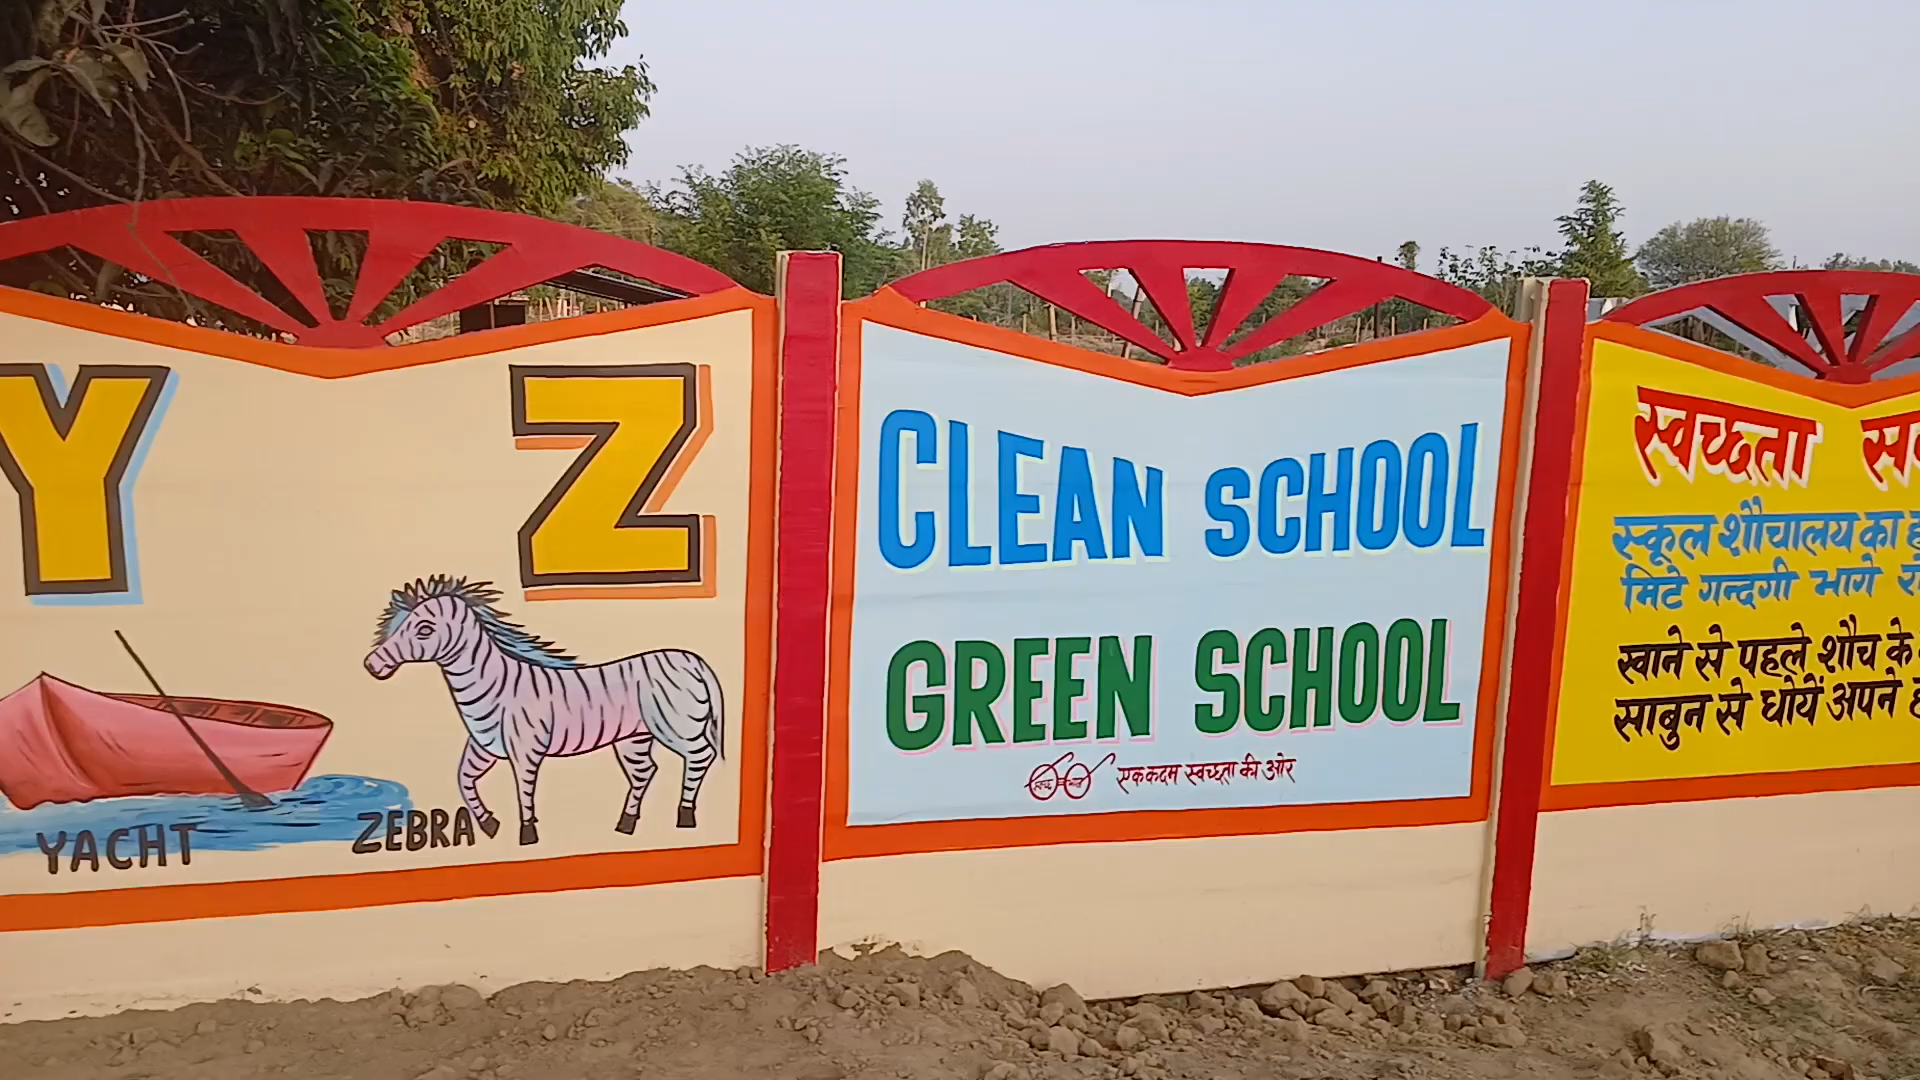 Y Z
YACHT ZEBRA
CLEAN SCHOOL
GREEN SCHOOL
एक कदम स्वच्छता की ओर
स्वच्छता
स्कूल शौचालय का
मिटे गन्दगी भागे
खाने से पहले शौच के
साबुन से धोयें अपने